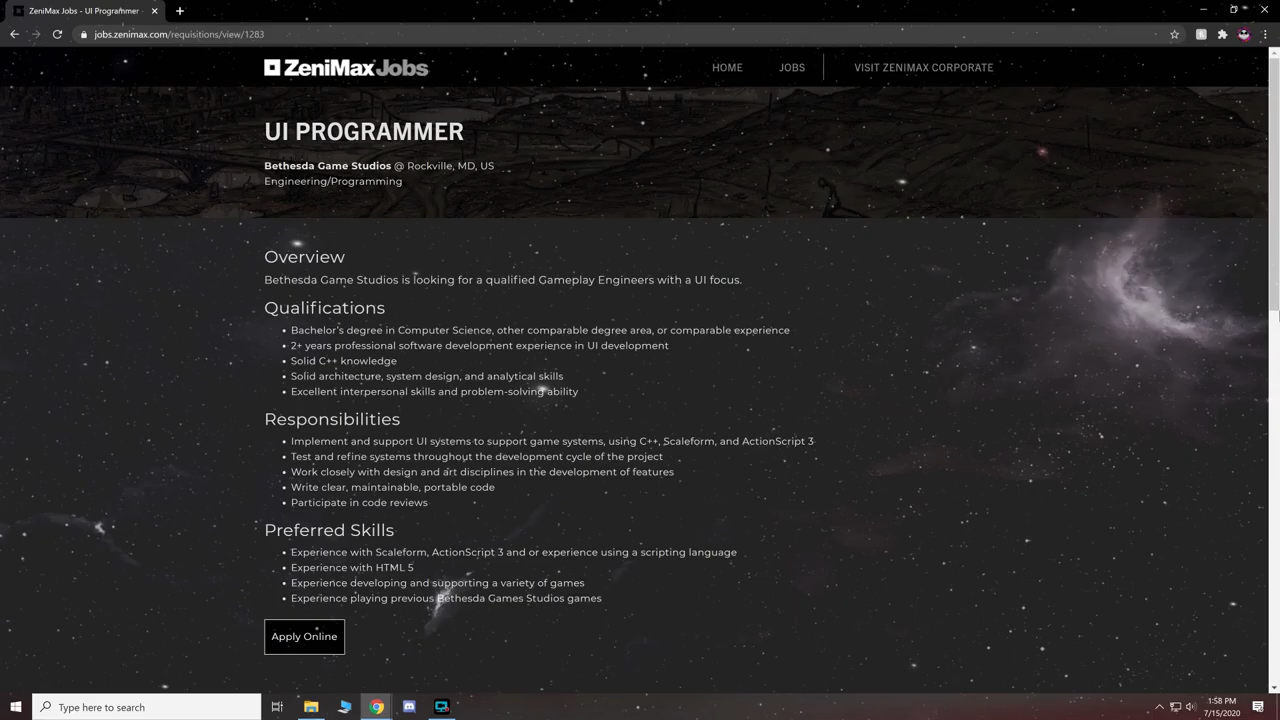 ZeniMax Jobs - UI Programmer
jobs.zenimax.com/requisitions/view/1283
ZeniMaxJobs
HOME
JOBS
VISIT ZENIMAX CORPORATE
UI PROGRAMMER
Bethesda Game Studios @ Rockville, MD, US
Engineering/Programming
Overview
Bethesda Game Studios is looking for a qualified Gameplay Engineers with a UI focus.
Qualifications
• Bachelor's degree in Computer Science, other comparable degree area, or comparable experience
• 2+ years professional software development experience in UI development
• Solid C++ knowledge
• Solid architecture, system design, and analytical skills
• Excellent interpersonal skills and problem-solving ability
Responsibilities
• Implement and support UI systems to support game systems, using C++, Scaleform, and ActionScript 3
• Test and refine systems throughout the development cycle of the project
• Work closely with design and art disciplines in the development of features
• Write clear, maintainable, portable code
• Participate in code reviews
Preferred Skills
• Experience with Scaleform, ActionScript 3 and or experience using a scripting language
• Experience with HTML 5
• Experience developing and supporting a variety of games
• Experience playing previous Bethesda Games Studios games
Apply Online
Type here to search
1:58 PM
7/15/2020